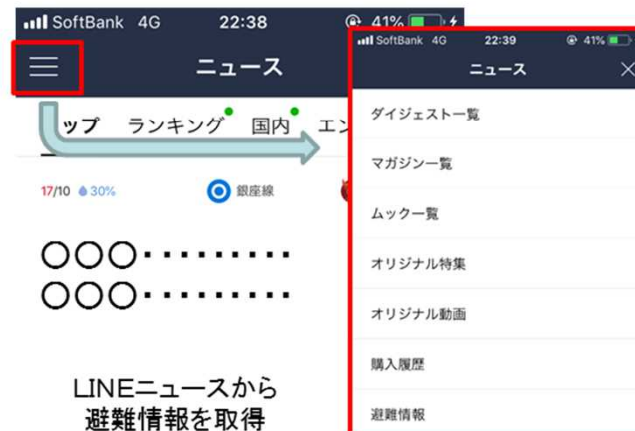 SoftBank 4G 22:38 41%
ニュース
ップ ランキング 国内 エン
17/10 30% 銀座線
○○○・・・・・・・・・
○○○・・・・・・・・・
LINEニュースから
避難情報を取得
SoftBank 4G 22:39 41%
ニュース
ダイジェスト一覧
マガジン一覧
ムック一覧
オリジナル特集
オリジナル動画
購入履歴
避難情報